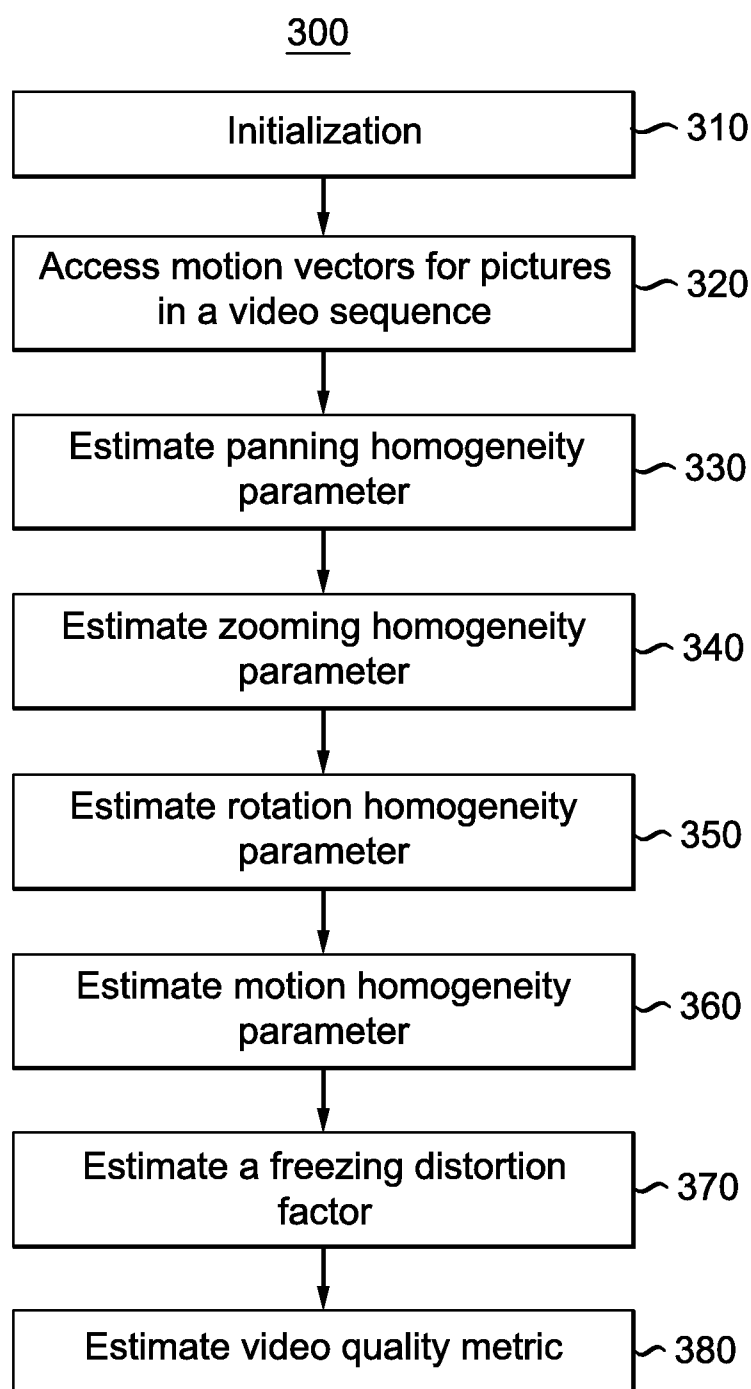 300
Initialization
310
Access motion vectors for pictures
in a video sequence
320
Estimate panning homogeneity
parameter
330
Estimate zooming homogeneity
parameter
340
Estimate rotation homogeneity
parameter
350
Estimate motion homogeneity
parameter
360
Estimate a freezing distortion
factor
370
Estimate video quality metric
380